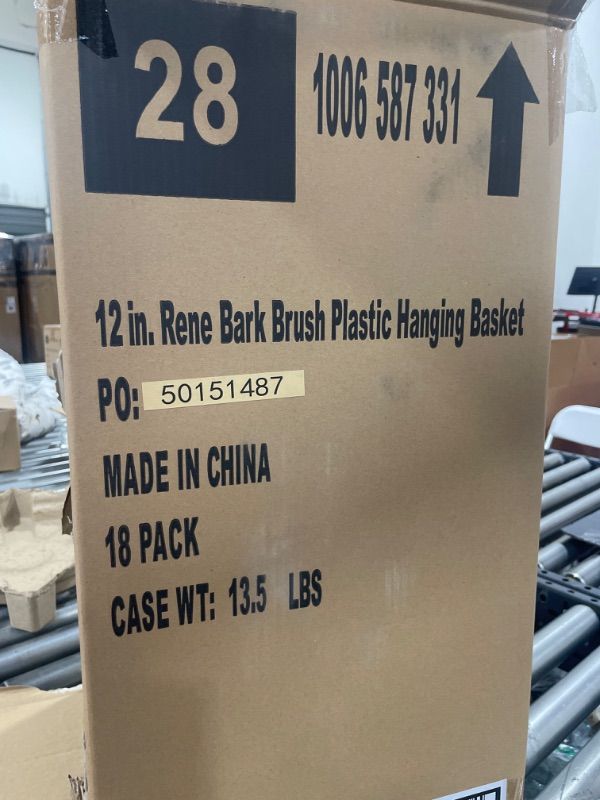 28
1006 587 331
12 in. Rene Bark Brush Plastic Hanging Basket
PO: 50151487
MADE IN CHINA
18 PACK
CASE WT: 13.5 LBS